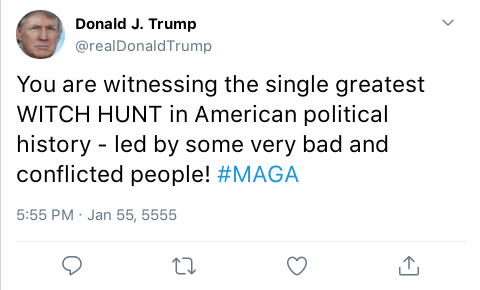 Donald J. Trump
@realDonaldTrump
You are witnessing the single greatest
WITCH HUNT in American political
history - led by some very bad and
conflicted people! #MAGA
5:55 PM · Jan 55, 5555